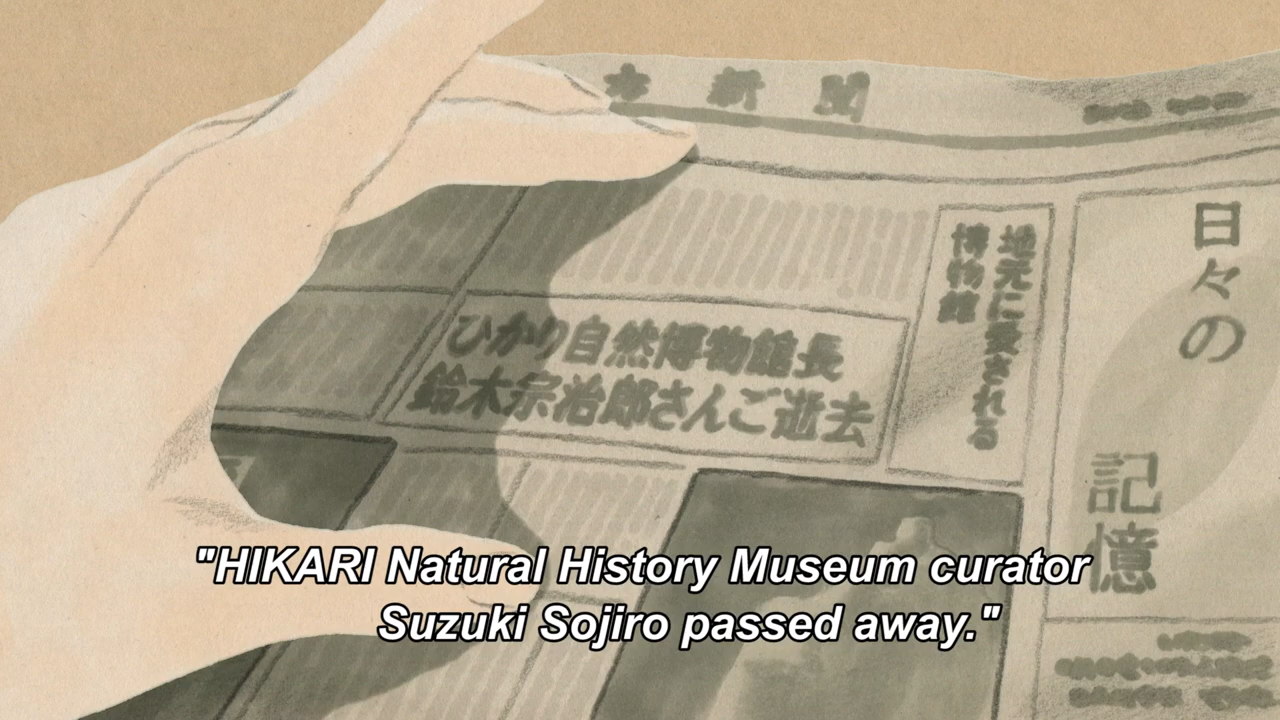 本新聞
日々の
記憶
地元に愛される
博物館
ひかり自然博物館長
鈴木宗治郎さんご逝去
"HIKARI Natural History Museum curator
Suzuki Sojiro passed away."